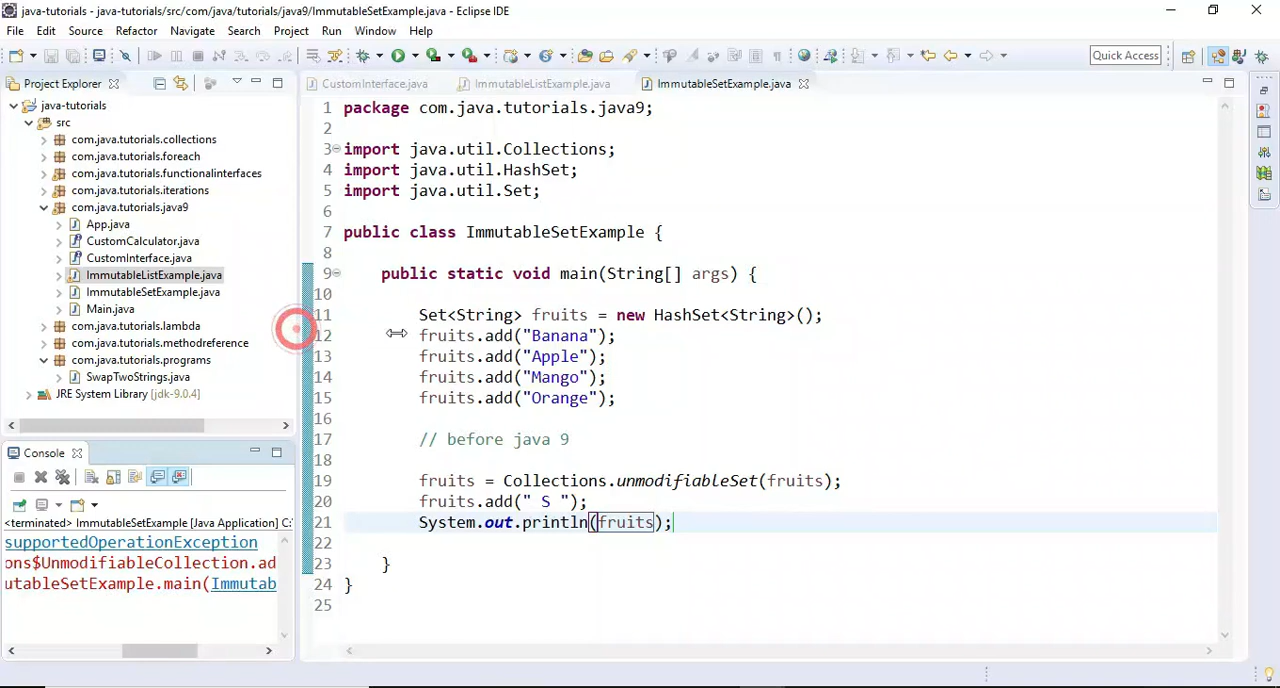 java-tutorials - java-tutorials/src/com/java/tutorials/java9/ImmutableSetExample.java - Eclipse IDE
File Edit Source Refactor Navigate Search Project Run Window Help
Quick Access
Project Explorer
CustomInterface.java
ImmutableListExample.java
ImmutableSetExample.java
java-tutorials
src
com.java.tutorials.collections
com.java.tutorials.foreach
com.java.tutorials.functionalinterfaces
com.java.tutorials.iterations
com.java.tutorials.java9
App.java
CustomCalculator.java
CustomInterface.java
ImmutableListExample.java
ImmutableSetExample.java
Main.java
com.java.tutorials.lambda
com.java.tutorials.methodreference
com.java.tutorials.programs
SwapTwoStrings.java
JRE System Library [jdk-9.0.4]
1 package com.java.tutorials.java9;
2
3 import java.util.Collections;
4 import java.util.HashSet;
5 import java.util.Set;
6
7 public class ImmutableSetExample {
8
9 public static void main(String[] args) {
10
11 Set<String> fruits = new HashSet<String>();
12 fruits.add("Banana");
13 fruits.add("Apple");
14 fruits.add("Mango");
15 fruits.add("Orange");
16
17 // before java 9
18
19 fruits = Collections.unmodifiableSet(fruits);
20 fruits.add(" S ");
21 System.out.println(fruits);
22
23 }
24 }
25
Console
<terminated> ImmutableSetExample [Java Application] C:
supportedOperationException
ons$UnmodifiableCollection.ad
utableSetExample.main(Immutab